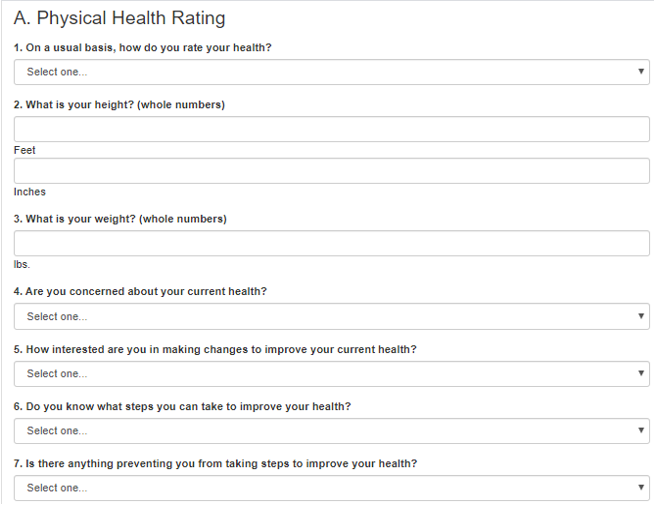 A. Physical Health Rating
1. On a usual basis, how do you rate your health?
Select one...
2. What is your height? (whole numbers)
Feet
Inches
3. What is your weight? (whole numbers)
lbs.
4. Are you concerned about your current health?
Select one...
5. How interested are you in making changes to improve your current health?
Select one...
6. Do you know what steps you can take to improve your health?
Select one...
7. Is there anything preventing you from taking steps to improve your health?
Select one...